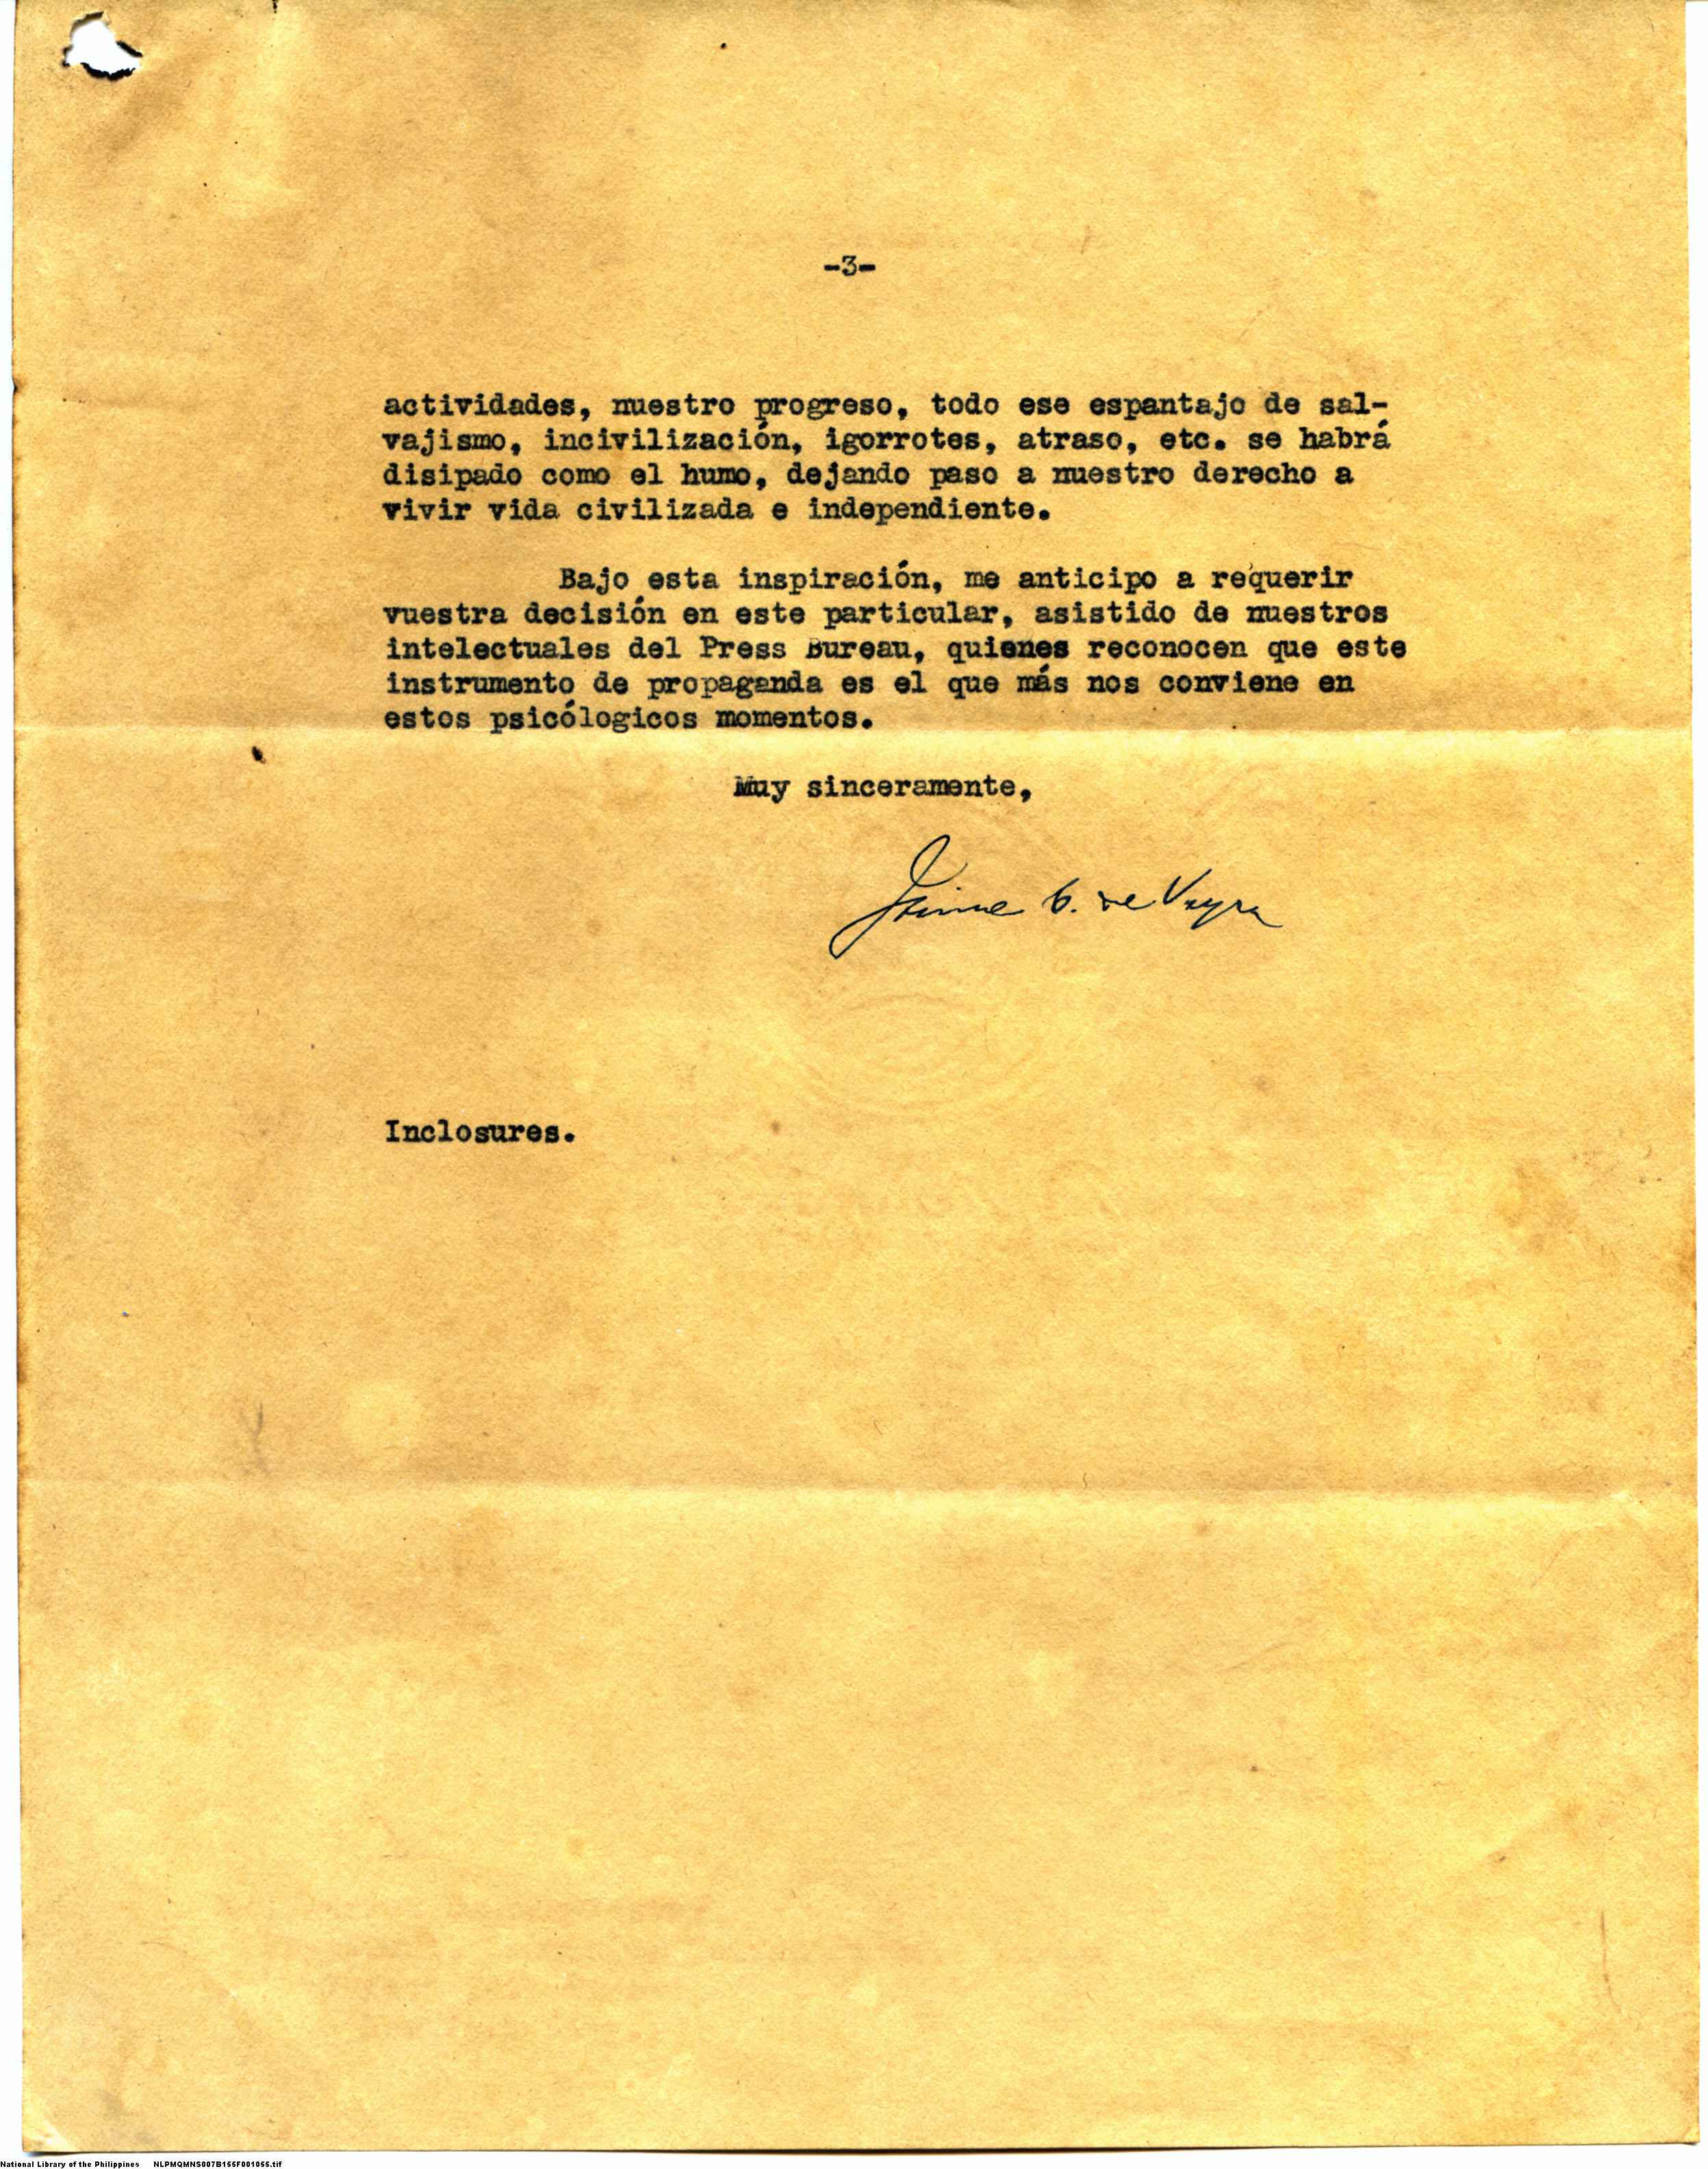 -3-
actividades, nuestro progreso, todo ese espantajo de sal-
vajismo, incivilización, igorrotes, atraso, etc. se habrá
disipado como el humo, dejando paso a nuestro derecho a
vivir vida civilizada e independiente.
Bajo esta inspiración, me anticipo a requerir
vuestra decisión en este particular, asistido de nuestros
intelectuales del Press Bureau, quienes reconocen que este
instrumento de propaganda es el que más nos conviene en
estos psicólogicos momentos.
Muy sinceramente,
Jaime C. de Veyra
Inclosures.
National Library of the Philippines NLPMQMNS007B155F001055.tif